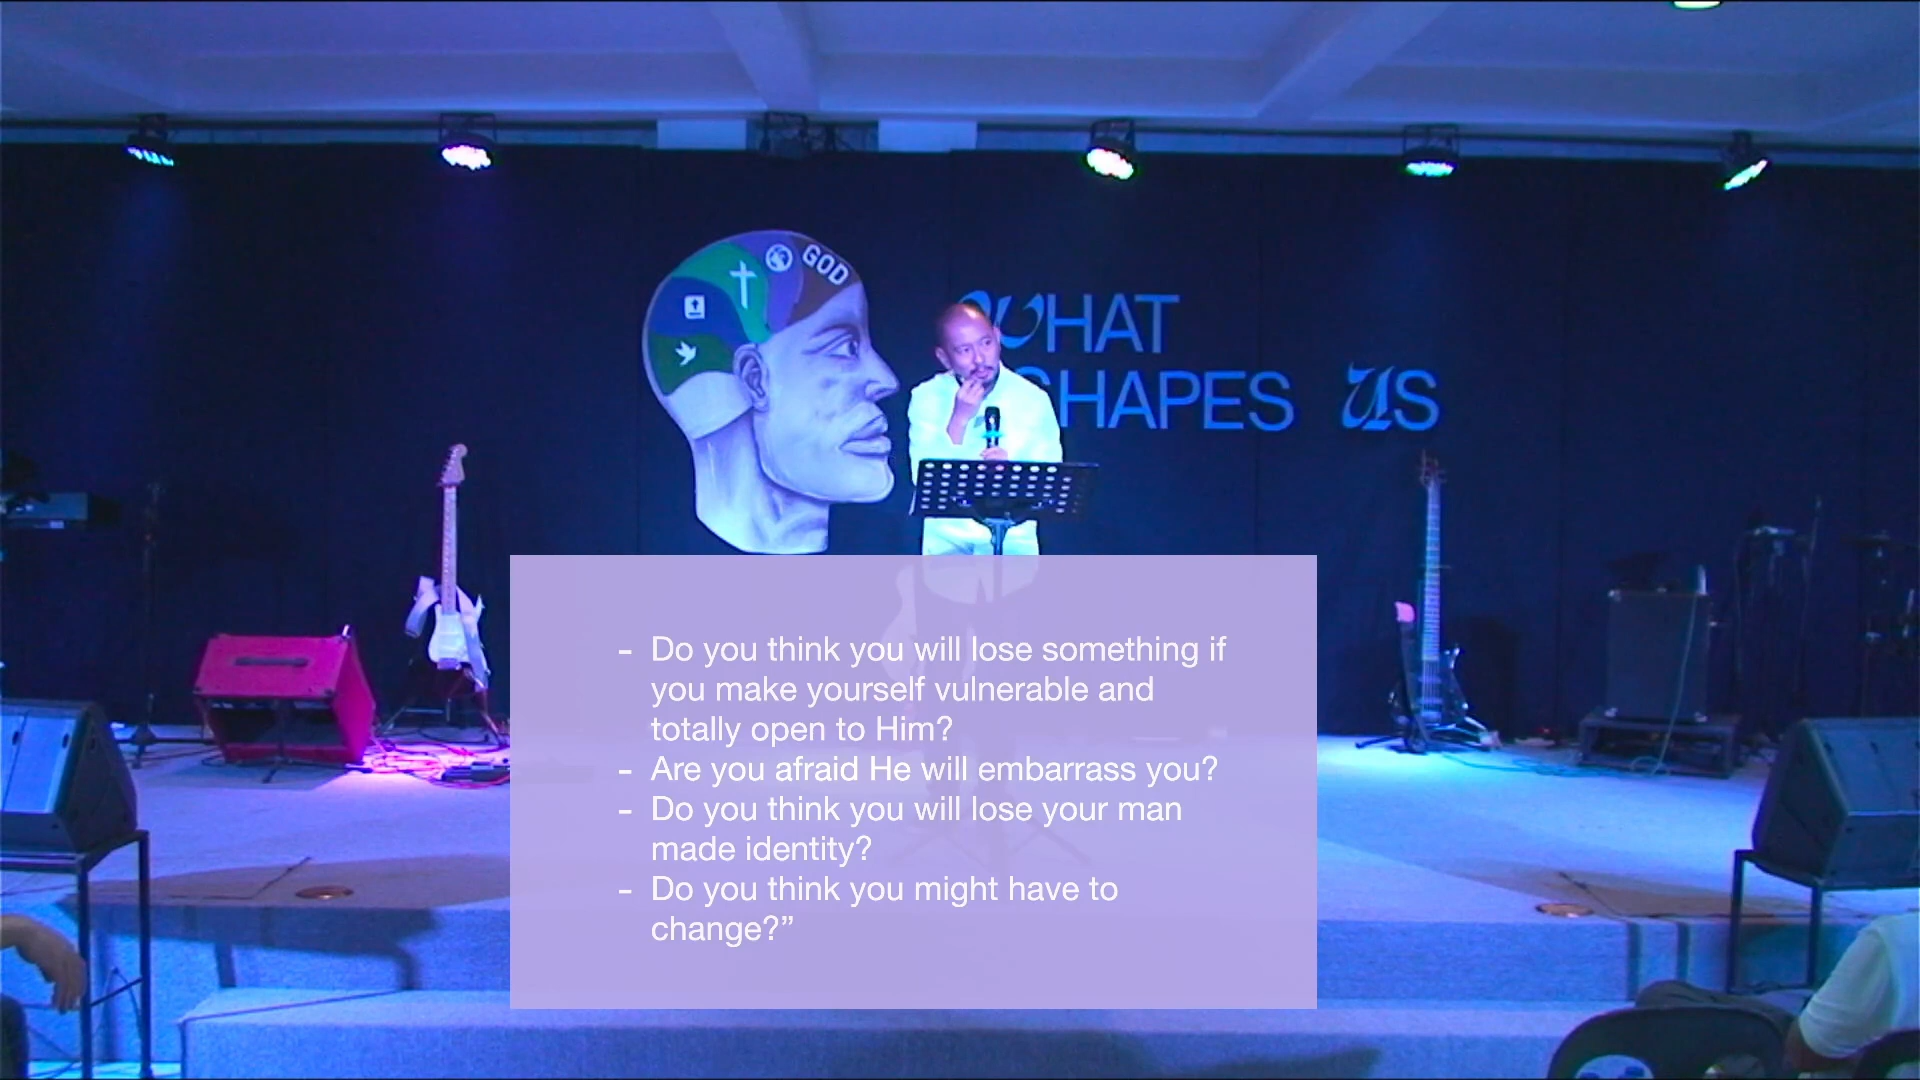 GOD
WHAT
SHAPES US
- Do you think you will lose something if
you make yourself vulnerable and
totally open to Him?
- Are you afraid He will embarrass you?
- Do you think you will lose your man
made identity?
- Do you think you might have to
change?”